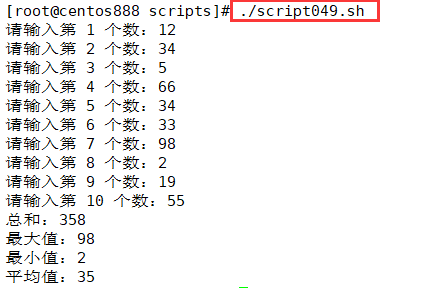 [root@centos888 scripts]# ./script049.sh
请输入第 1 个数：12
请输入第 2 个数：34
请输入第 3 个数：5
请输入第 4 个数：66
请输入第 5 个数：34
请输入第 6 个数：33
请输入第 7 个数：98
请输入第 8 个数：2
请输入第 9 个数：19
请输入第 10 个数：55
总和：358
最大值：98
最小值：2
平均值：35